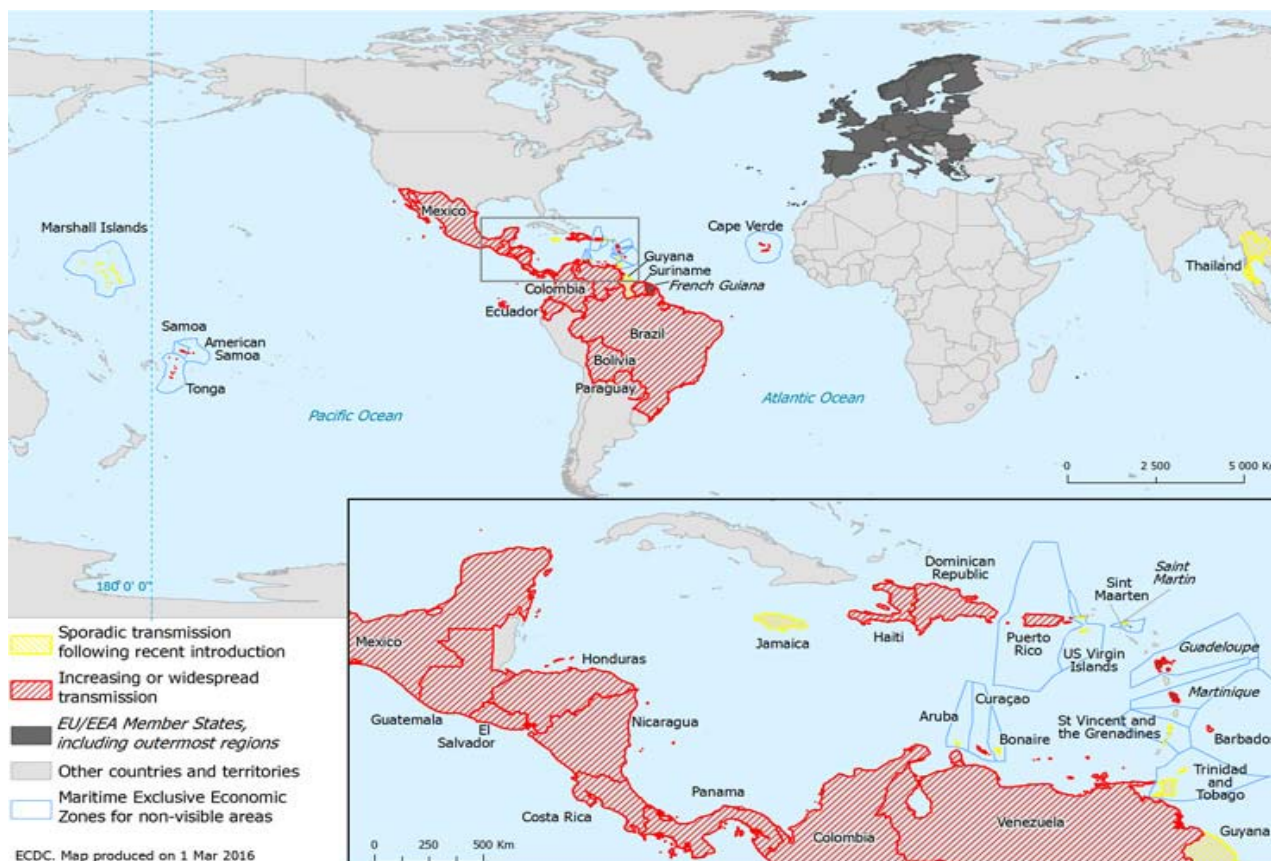 Mexico
Marshall Islands
Cape Verde
Guyana
Suriname
French Guiana
Thailand
Colombia
Ecuador
Samoa
American
Samoa
Brazil
Bolivia
Tonga
Paraguay
Pacific Ocean
Atlantic Ocean
0 2 500 5 000 Km
180° 0' 0"
Sporadic transmission
following recent introduction
Increasing or widespread
transmission
EU/EEA Member States,
including outermost regions
Other countries and territories
Maritime Exclusive Economic
Zones for non-visible areas
ECDC. Map produced on 1 Mar 2016
Dominican
Republic
Saint
Martin
Sint
Maarten
Mexico
Jamaica
Haiti
Puerto
Rico
US Virgin
Islands
Guadeloupe
Honduras
Martinique
Curaçao
Guatemala
El
Salvador
Nicaragua
Aruba
Bonaire
St Vincent and
the Grenadines
Barbados
Trinidad
and
Tobago
Panama
Costa Rica
Venezuela
Colombia
Guyana
0 250 500 Km